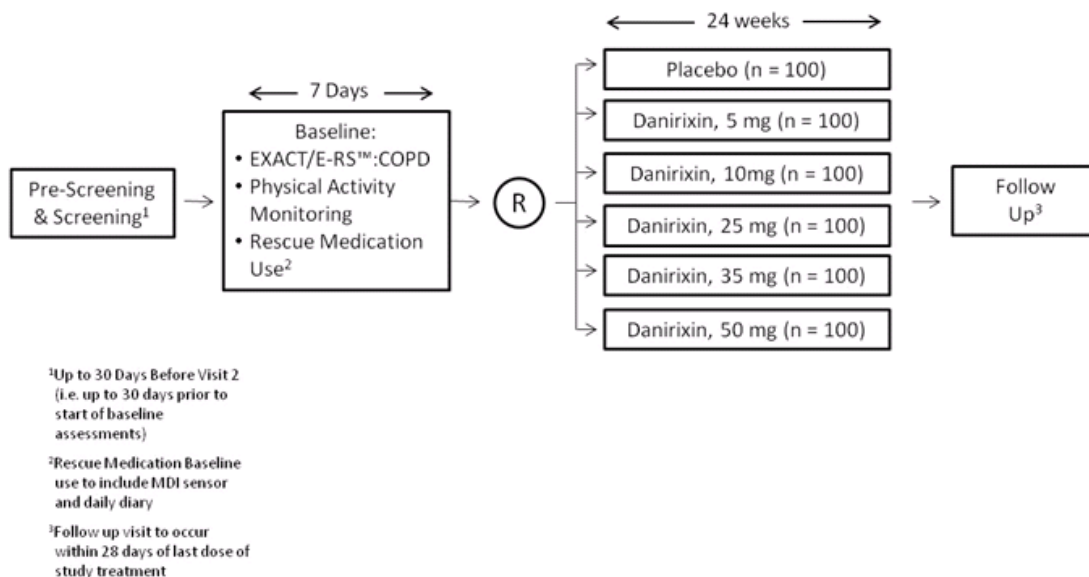 24 weeks
Placebo (n = 100)
7 Days
Danirixin, 5 mg (n = 100)
Baseline:
• EXACT/E-RS™:COPD
• Physical Activity
Monitoring
• Rescue Medication
Use²
Pre-Screening
& Screening¹
R
Danirixin, 10mg (n = 100)
Danirixin, 25 mg (n = 100)
Danirixin, 35 mg (n = 100)
Danirixin, 50 mg (n = 100)
Follow
Up³
¹Up to 30 Days Before Visit 2
(i.e. up to 30 days prior to
start of baseline
assessments)
²Rescue Medication Baseline
use to include MDI sensor
and daily diary
³Follow up visit to occur
within 28 days of last dose of
study treatment